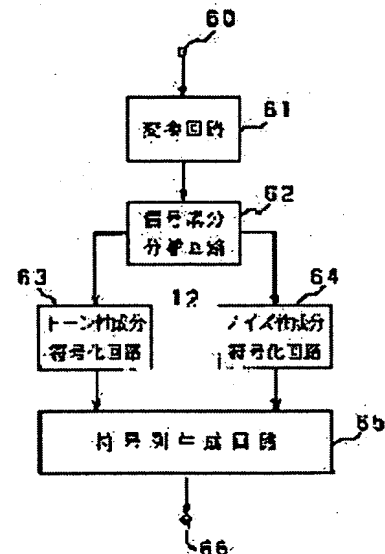 60
変換回路
61
信号成分
分離回路
62
63
トーン性成分
符号化回路
12
64
ノイズ性成分
符号化回路
符号列生成回路
65
66